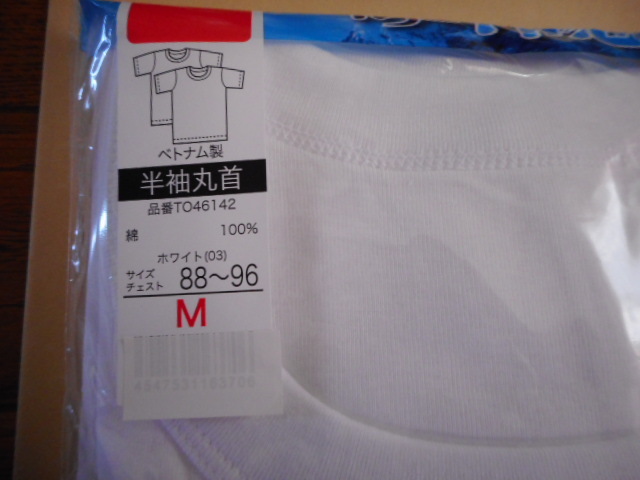 ベトナム製
半袖丸首
品番TO46142
綿 100%
ホワイト(03)
サイズ
チェスト 88〜96
M